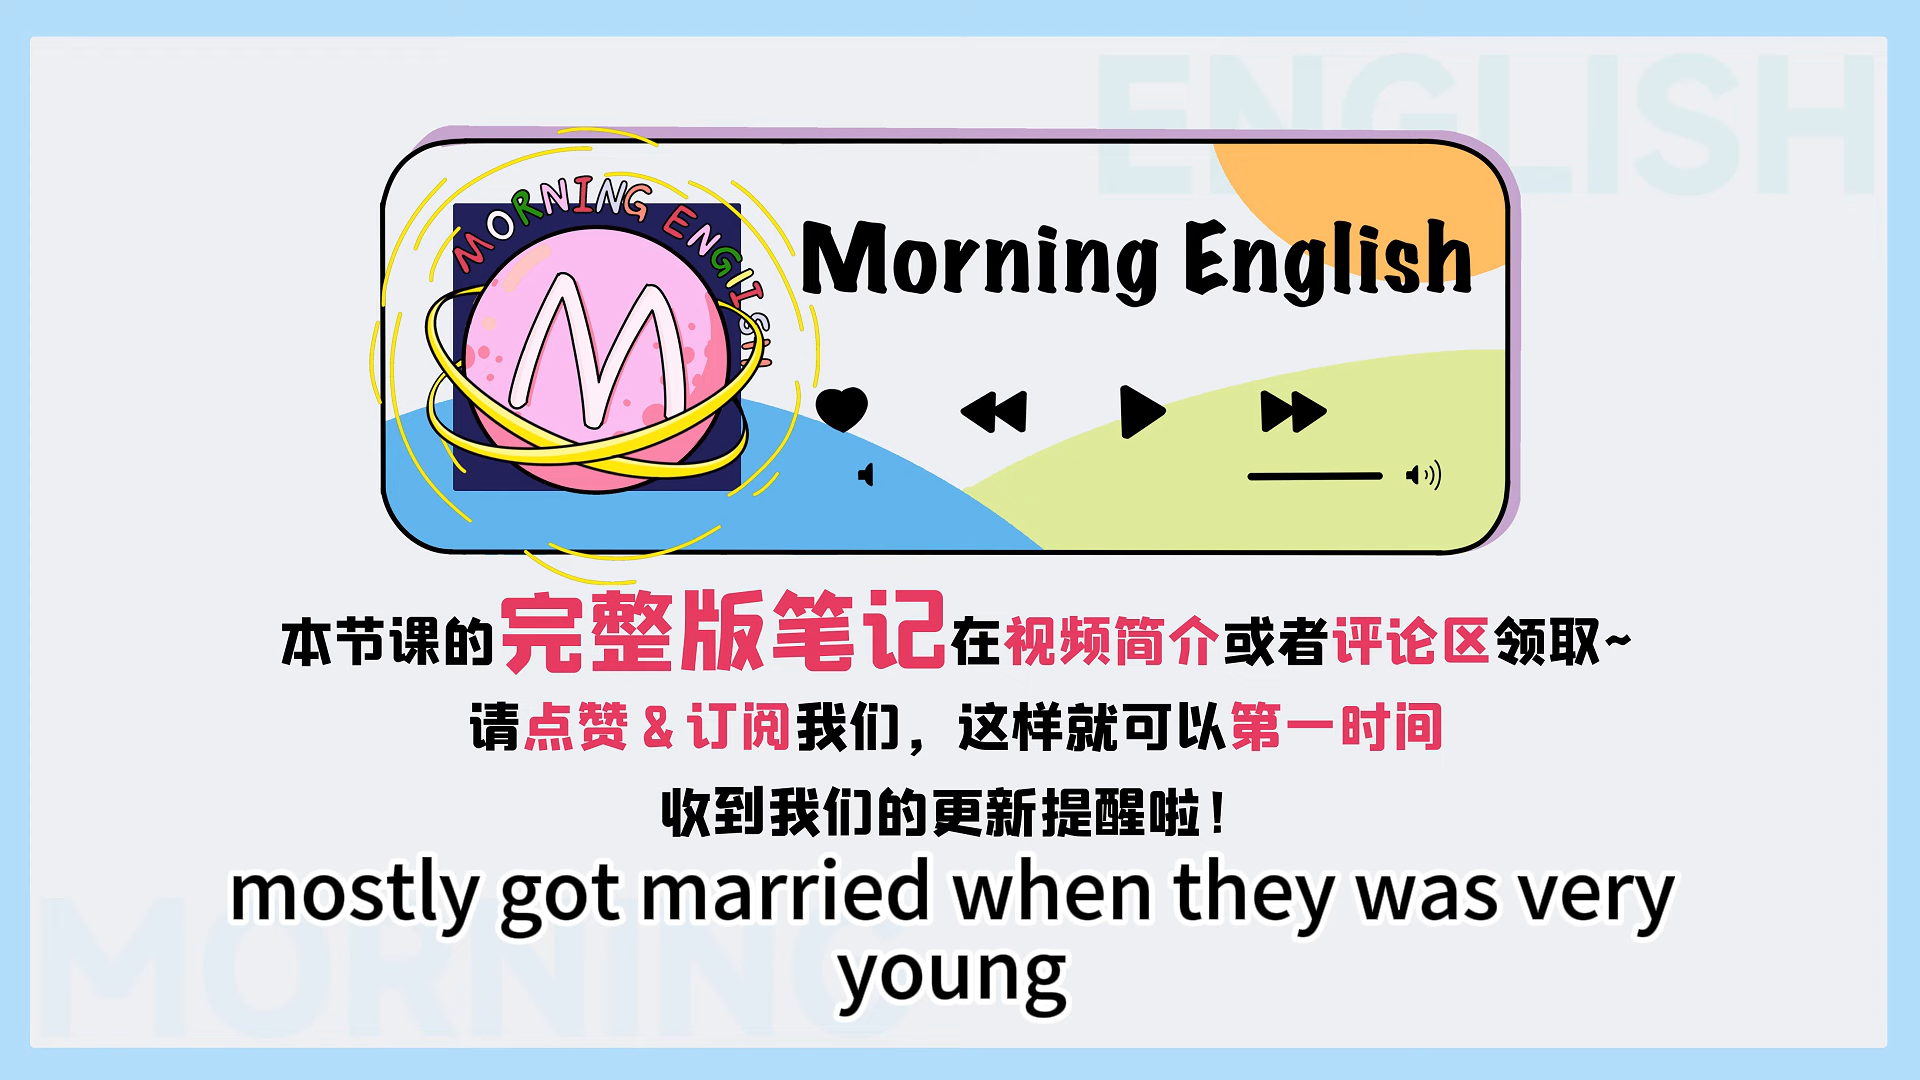 ENGLISH
MORNING ENGLISH
M
Morning English
本节课的完整版笔记在视频简介或者评论区领取~
请点赞&订阅我们，这样就可以第一时间
收到我们的更新提醒啦！
MORNING
mostly got married when they was very
young